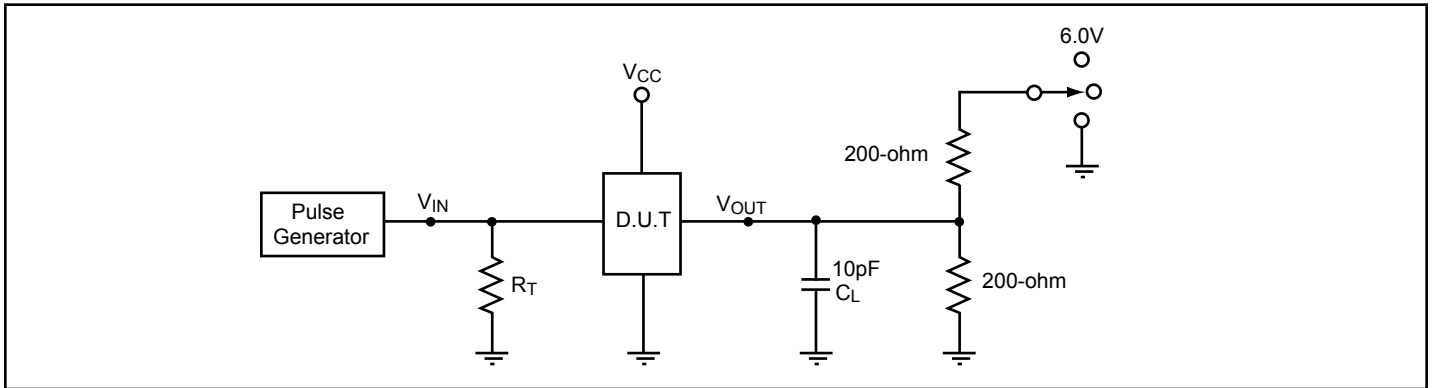 6.0V
VCC
200-ohm
Pulse
Generator
VIN
D.U.T
VOUT
RT
10pF
CL
200-ohm